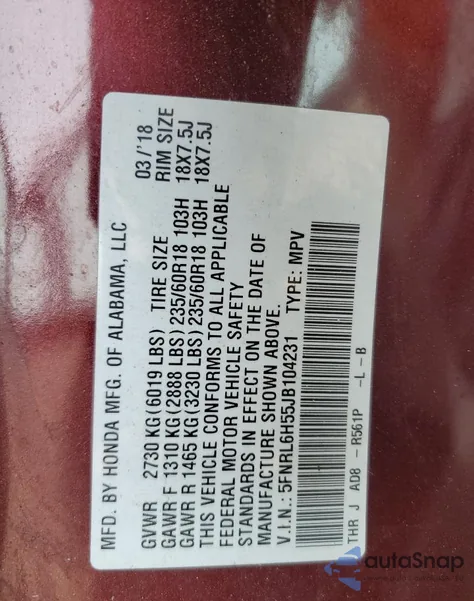 MFD. BY HONDA MFG. OF ALABAMA, LLC 03/'18
GVWR 2730 KG(6019 LBS) TIRE SIZE RIM SIZE
GAWR F 1310 KG(2888 LBS)235/60R18 103H 18X7.5J
GAWR R 1465 KG(3230 LBS)235/60R18 103H 18X7.5J
THIS VEHICLE CONFORMS TO ALL APPLICABLE
FEDERAL MOTOR VEHICLE SAFETY
STANDARDS IN EFFECT ON THE DATE OF
MANUFACTURE SHOWN ABOVE.
V.I.N.: 5FNRL6H55JB104231 TYPE: MPV
THR J AD8 - R561P -L -B
autoSnap